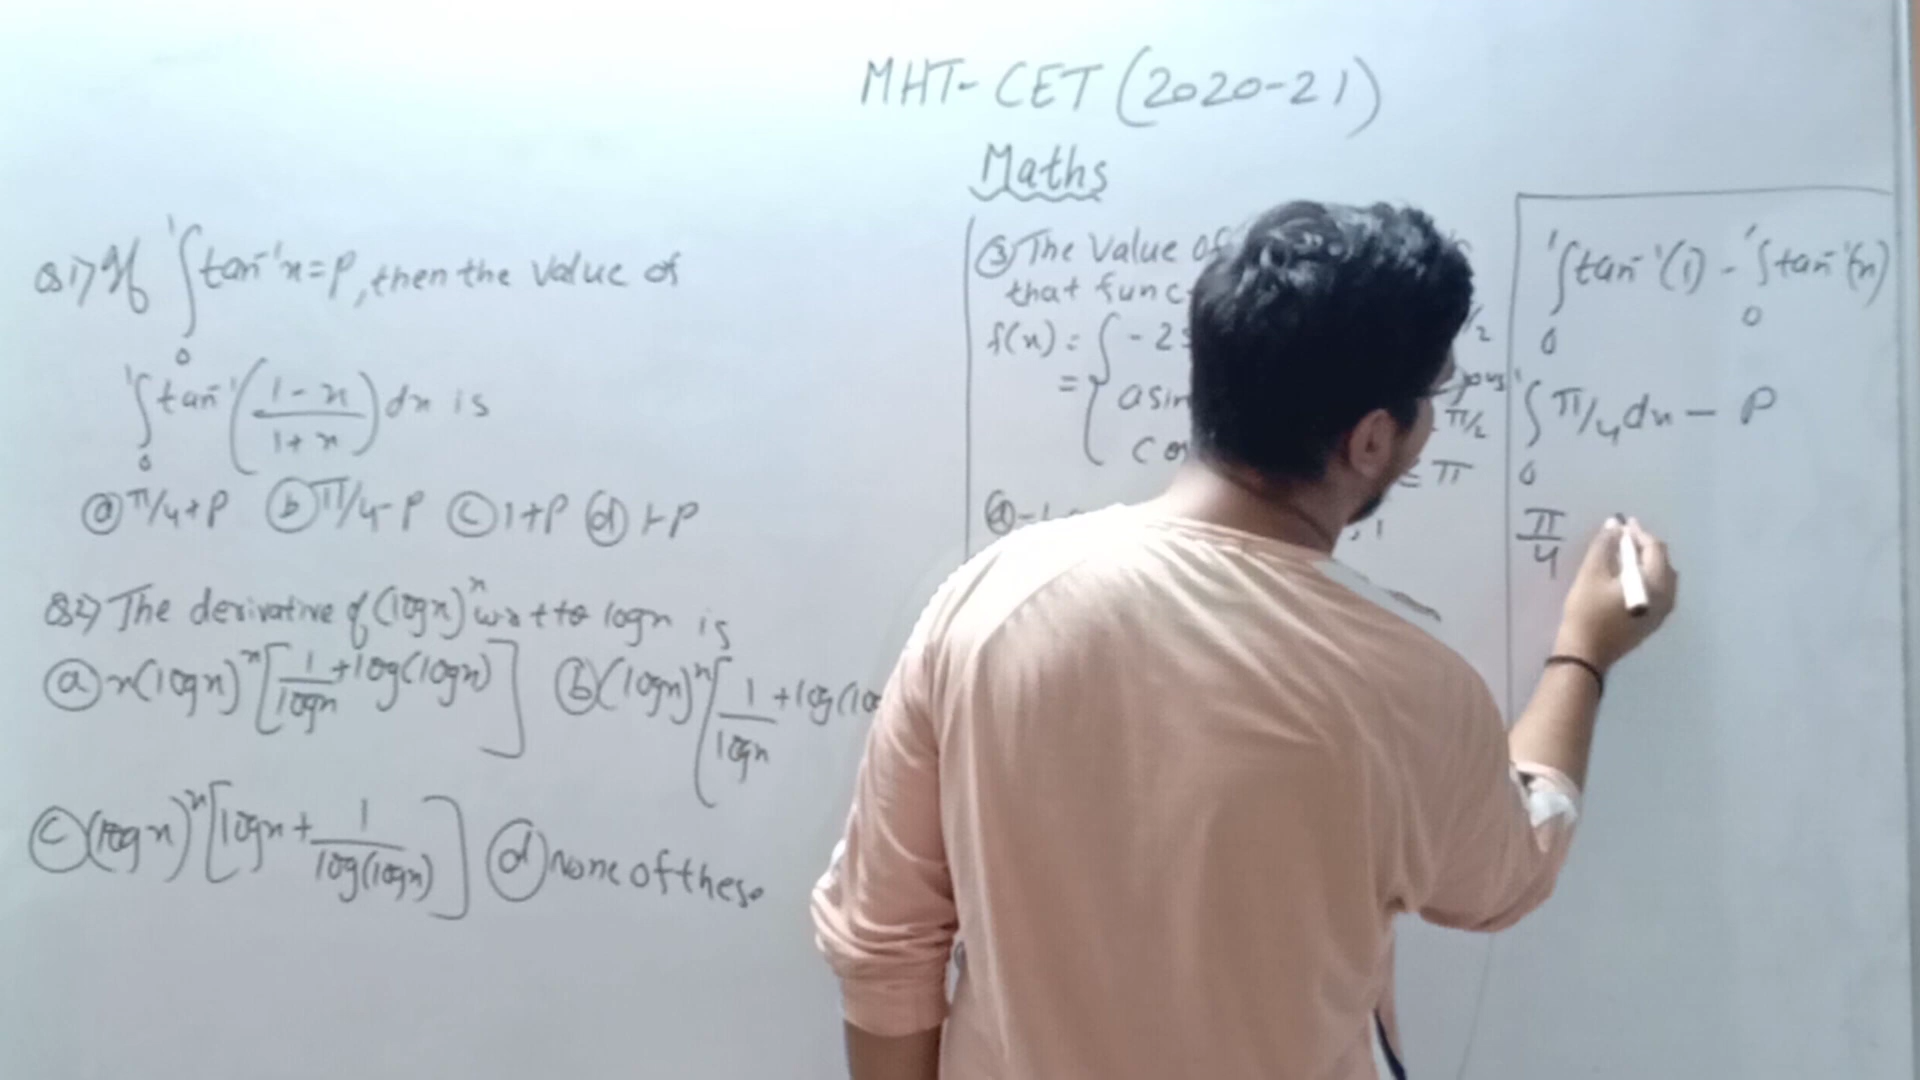 MHT-CET (2020-21)
Maths
Q1) If ∫₀¹ tan⁻¹x = P, then the value of
∫₀¹ tan⁻¹((1-x)/(1+x)) dx is
(a) π/4+P (b) π/4-P (c) 1+P (d) 1-P
Q2) The derivative of (logx)ˣ w.r.t to logx is
(a) x(logx)ˣ[1/logx + log(logx)] (b) (logx)ˣ[1/logx + log(lo
(c) (logx)ˣ[logx + 1/log(logx)] (d) None of these
(3) The Value Of
that func
f(x) = { -2
= { asin π/2
co = π
∫₀¹ tan⁻¹(1) - ∫₀¹ tan⁻¹(x)
∫₀¹ π/4 dx - P
π/4